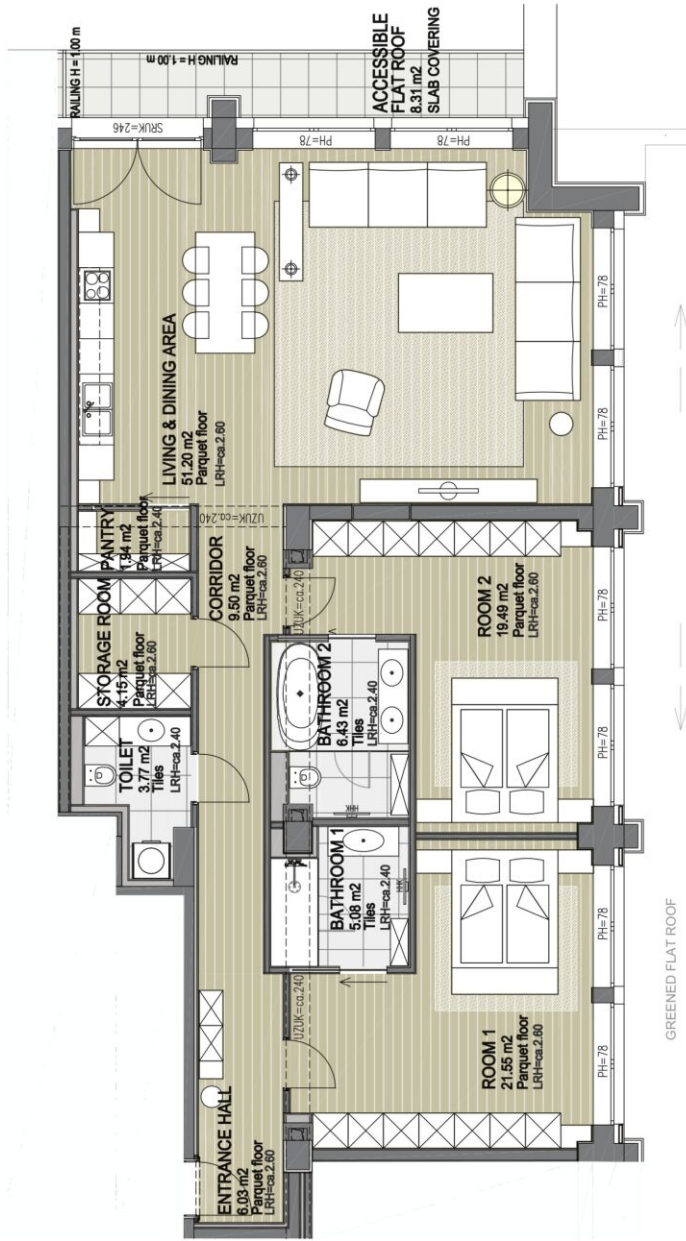 RAILING H = 1.00 m
RAILING H = 1.00 m
ACCESSIBLE
FLAT ROOF
8.31 m2
SLAB COVERING
SRUK=246
PH=78
PH=78
LIVING & DINING AREA
51.20 m2
Parquet floor
LRH=ca.2.60
PH=78
PH=78
PANTRY
1.94 m2
Parquet floor
LRH=ca.2.40
UZUK=ca.240
STORAGE ROOM
4.15 m2
Parquet floor
LRH=ca.2.60
CORRIDOR
9.50 m2
Parquet floor
LRH=ca.2.60
UZUK=ca.240
ROOM 2
19.49 m2
Parquet floor
LRH=ca.2.60
PH=78
PH=78
TOILET
3.77 m2
Tiles
LRH=ca.2.40
BATHROOM 2
6.43 m2
Tiles
LRH=ca.2.40
HHK
BATHROOM 1
5.08 m2
Tiles
LRH=ca.2.40
HHK
UZUK=ca.240
ROOM 1
21.55 m2
Parquet floor
LRH=ca.2.60
PH=78
PH=78
ENTRANCE HALL
6.03 m2
Parquet floor
LRH=ca.2.60
GREENED FLAT ROOF